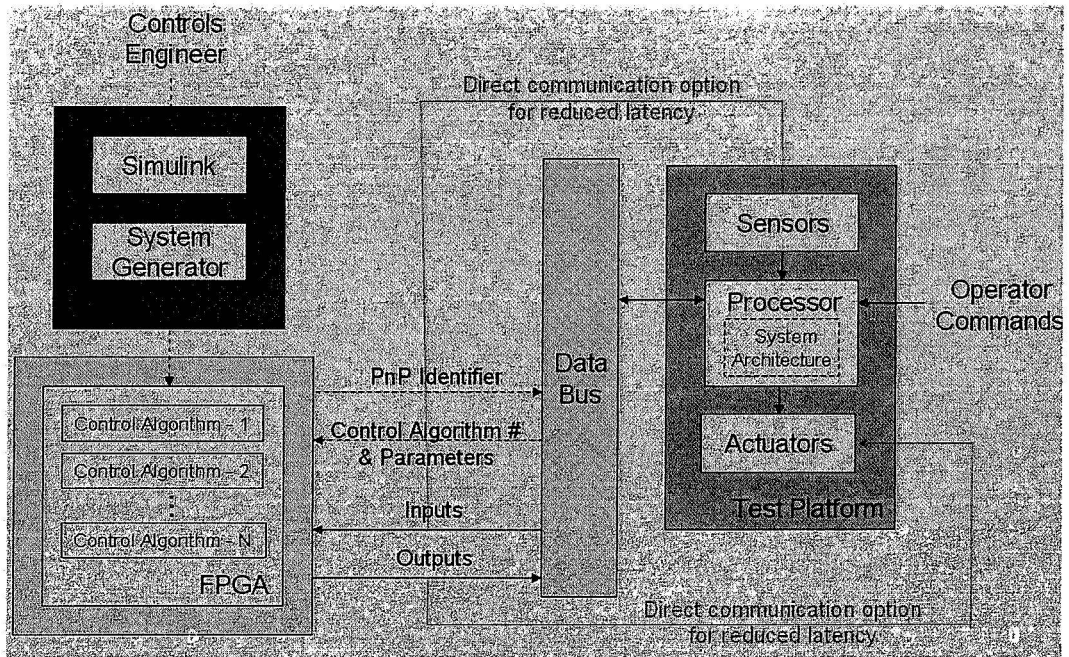 Controls
Engineer
Simulink
System
Generator
Direct communication option
for reduced latency
Sensors
Processor
System
Architecture
Actuators
Test Platform
Operator
Commands
Data
Bus
PnP Identifier
Control Algorithm #
& Parameters
Inputs
Outputs
Control Algorithm - 1
Control Algorithm - 2
Control Algorithm - N
FPGA
Direct communication option
for reduced latency